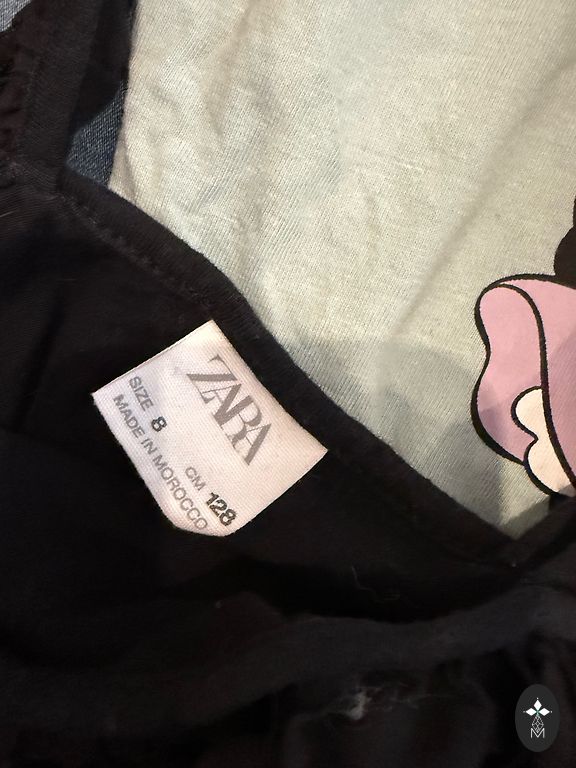 ZARA
SIZE 8 CM 128
MADE IN MOROCCO
M